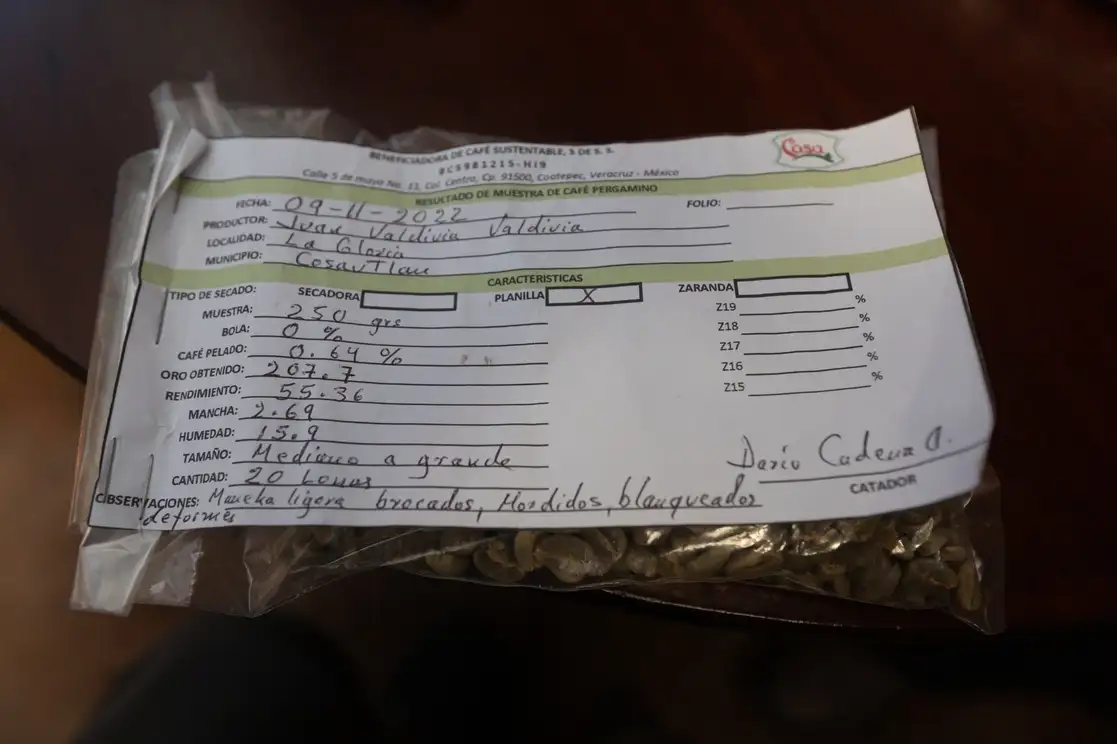 BENEFICIADORA DE CAFÉ SUSTENTABLE, S DE S. S.
BCS981215-HI9
Casa
Calle 5 de mayo No. 13, Col. Centro, Cp. 91500, Coatepec, Veracruz - México
RESULTADO DE MUESTRA DE CAFÉ PERGAMINO
FECHA: 09-11-2022 FOLIO:
PRODUCTOR: Juan Valdivia Valdivia
LOCALIDAD: La Gloria
MUNICIPIO: CosauTlan
CARACTERISTICAS
TIPO DE SECADO: SECADORA PLANILLA X ZARANDA
MUESTRA: 250 grs Z19 %
BOLA: 0 % Z18 %
CAFÉ PELADO: 0.64 % Z17 %
ORO OBTENIDO: 207.7 Z16 %
RENDIMIENTO: 55.36 Z15 %
MANCHA: 2.69
HUMEDAD: 15.9
TAMAÑO: Mediano a grande
CANTIDAD: 20
Dario Cadena
CATADOR
OBSERVACIONES: Mancha ligera brocados, Mordidos, blanqueados
deformes